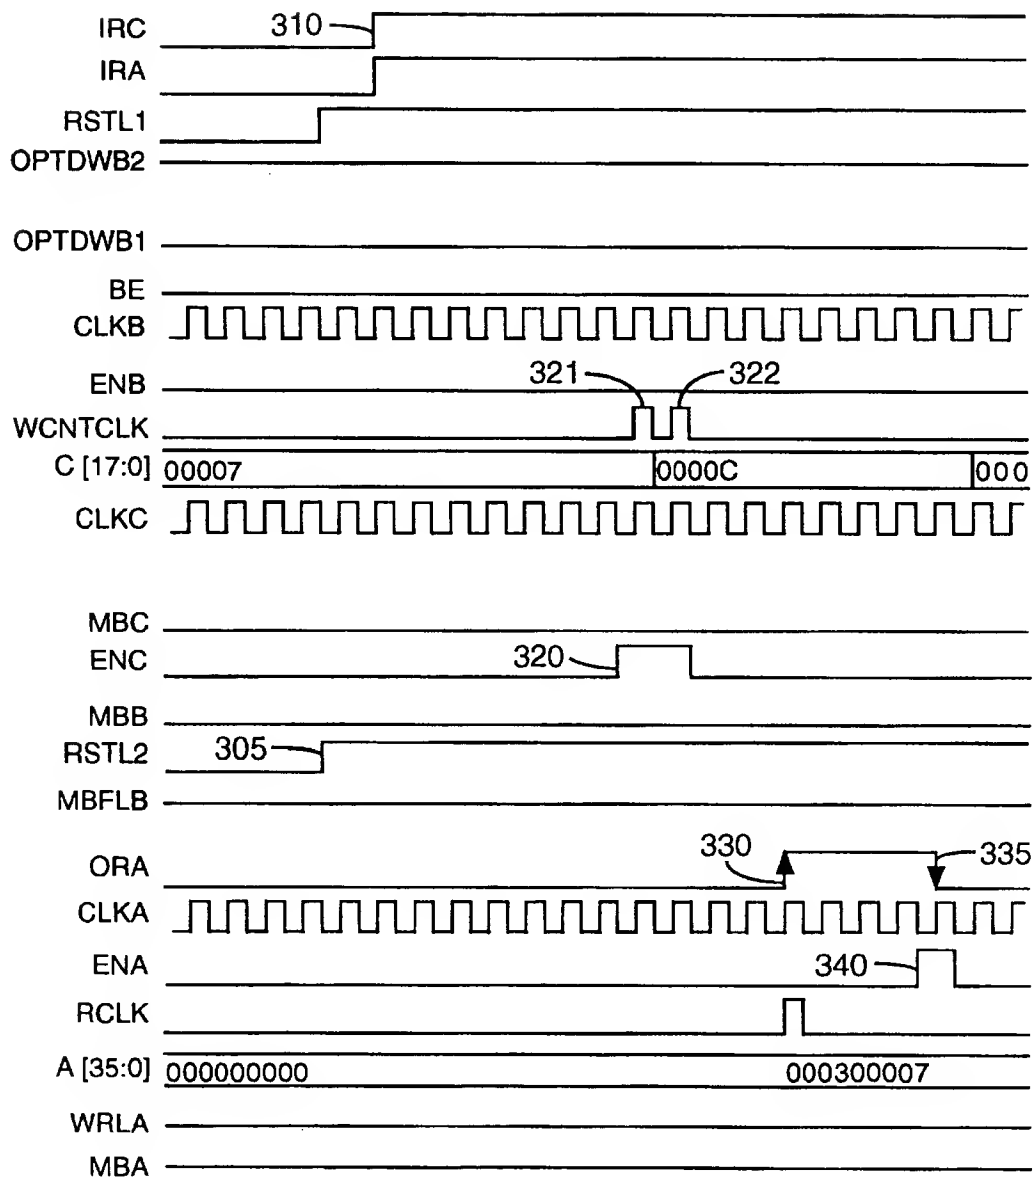 IRC 310
IRA
RSTL1
OPTDWB2
OPTDWB1
BE
CLKB
ENB 321 322
WCNTCLK
C [17:0] 00007 0000C 000
CLKC
MBC
ENC 320
MBB
RSTL2 305
MBFLB
ORA 330 335
CLKA
ENA 340
RCLK
A [35:0] 000000000 000300007
WRLA
MBA